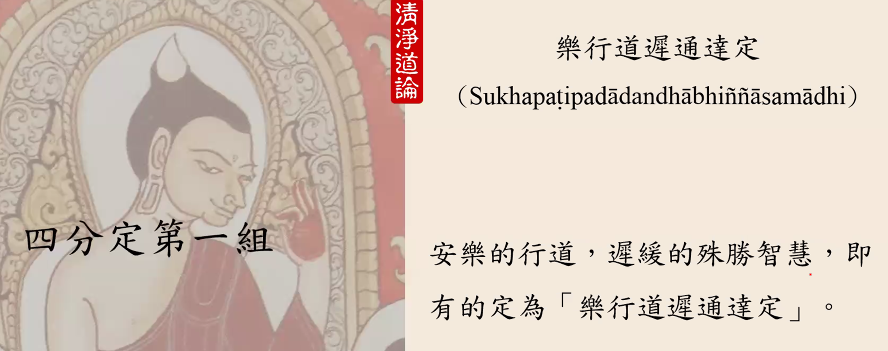 清淨道論
四分定第一組
樂行道遲通達定
（Sukhapaṭipadādandhābhiññāsamādhi）
安樂的行道，遲緩的殊勝智慧，即
有的定為「樂行道遲通達定」。